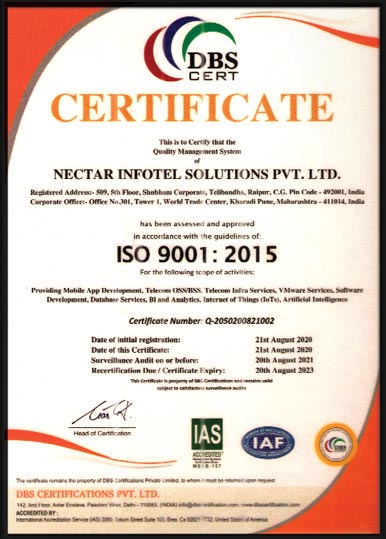 DBS
CERT
CERTIFICATE
This is to Certify that the
Quality Management System
of
NECTAR INFOTEL SOLUTIONS PVT. LTD.
Registered Address:- 509, 5th Floor, Shubham Corporate, Telibandha, Raipur, C.G. Pin Code - 492001, India
Corporate Office:- Office No.301, Tower 1, World Trade Center, Kharadi Pune, Maharashtra - 411014, India
has been assessed and approved
in accordance with the guidelines of:
ISO 9001: 2015
For the following scope of activities:
Providing Mobile App Development, Telecom OSS/BSS. Telecom Infra Services, VMware Services, Software
Development, Database Services, BI and Analytics, Internet of Things (IoTs), Artificial Intelligence
Certificate Number: Q-2050200821002
Date of initial registration: 21st August 2020
Date of this Certificate: 21st August 2020
Surveillance Audit on or before: 20th August 2021
Recertification Due / Certificate Expiry: 20th August 2023
This Certificate is property of DBS Certifications and remains valid
subject to satisfactory surveillance audits
Head of Certification
IAS
ACCREDITED
MSCB-157
IAF
DBS
The certificate remains the property of DBS Certifications Private Limited, to whom it must be returned upon request
DBS CERTIFICATIONS PVT. LTD.
142, IInd Floor, Avtar Enclave, Paschim Vihar, Delhi - 110063, (INDIA) info@dbscertification.com, www.dbscertification.com
ACCREDITED BY :
International Accreditation Service (IAS) 3060, Saturn Street Suite 100, Brea, Ca 92821-1732, United States of America.